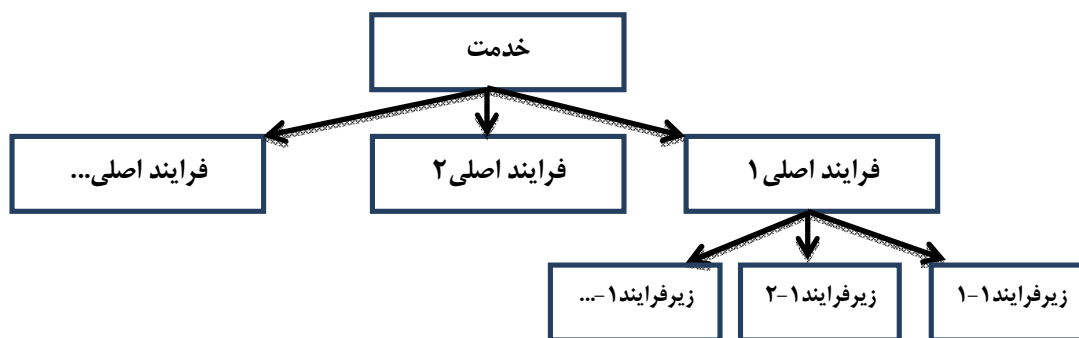 خدمت
فرایند اصلی۱
فرایند اصلی۲
فرایند اصلی...
زیرفرایند۱-۱
زیرفرایند۱-۲
زیرفرایند۱-...